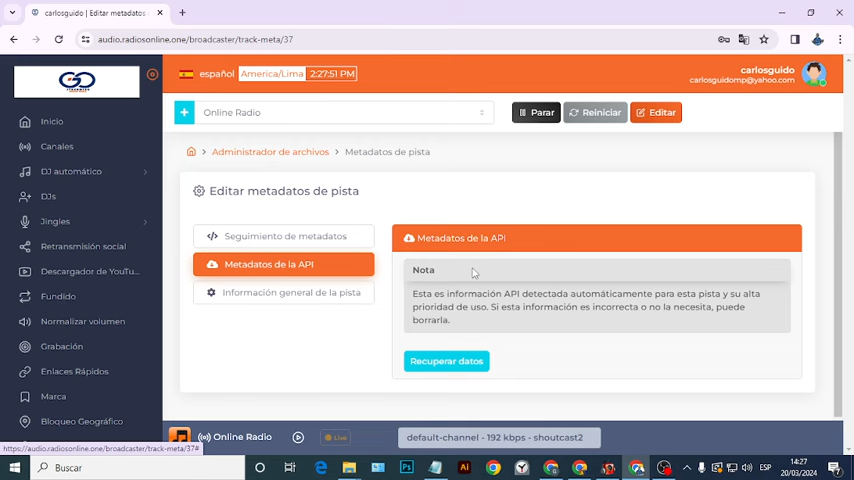 carlosguido | Editar metadatos
audio.radiosonline.one/broadcaster/track-meta/37
GO
español America/Lima 2:27:51 PM
carlosguido
carlosguidomp@yahoo.com
Online Radio
Parar
Reiniciar
Editar
Inicio
Canales
DJ automático
DJs
Jingles
Retransmisión social
Descargador de YouTu...
Fundido
Normalizar volumen
Grabación
Enlaces Rápidos
Marca
Bloqueo Geográfico
Administrador de archivos > Metadatos de pista
Editar metadatos de pista
Seguimiento de metadatos
Metadatos de la API
Información general de la pista
Metadatos de la API
Nota
Esta es información API detectada automáticamente para esta pista y su alta
prioridad de uso. Si esta información es incorrecta o no la necesita, puede
borrarla.
Recuperar datos
Online Radio
Live
default-channel - 192 kbps - shoutcast2
https://audio.radiosonline.one/broadcaster/track-meta/37#
Buscar
ESP
14:27
20/03/2024